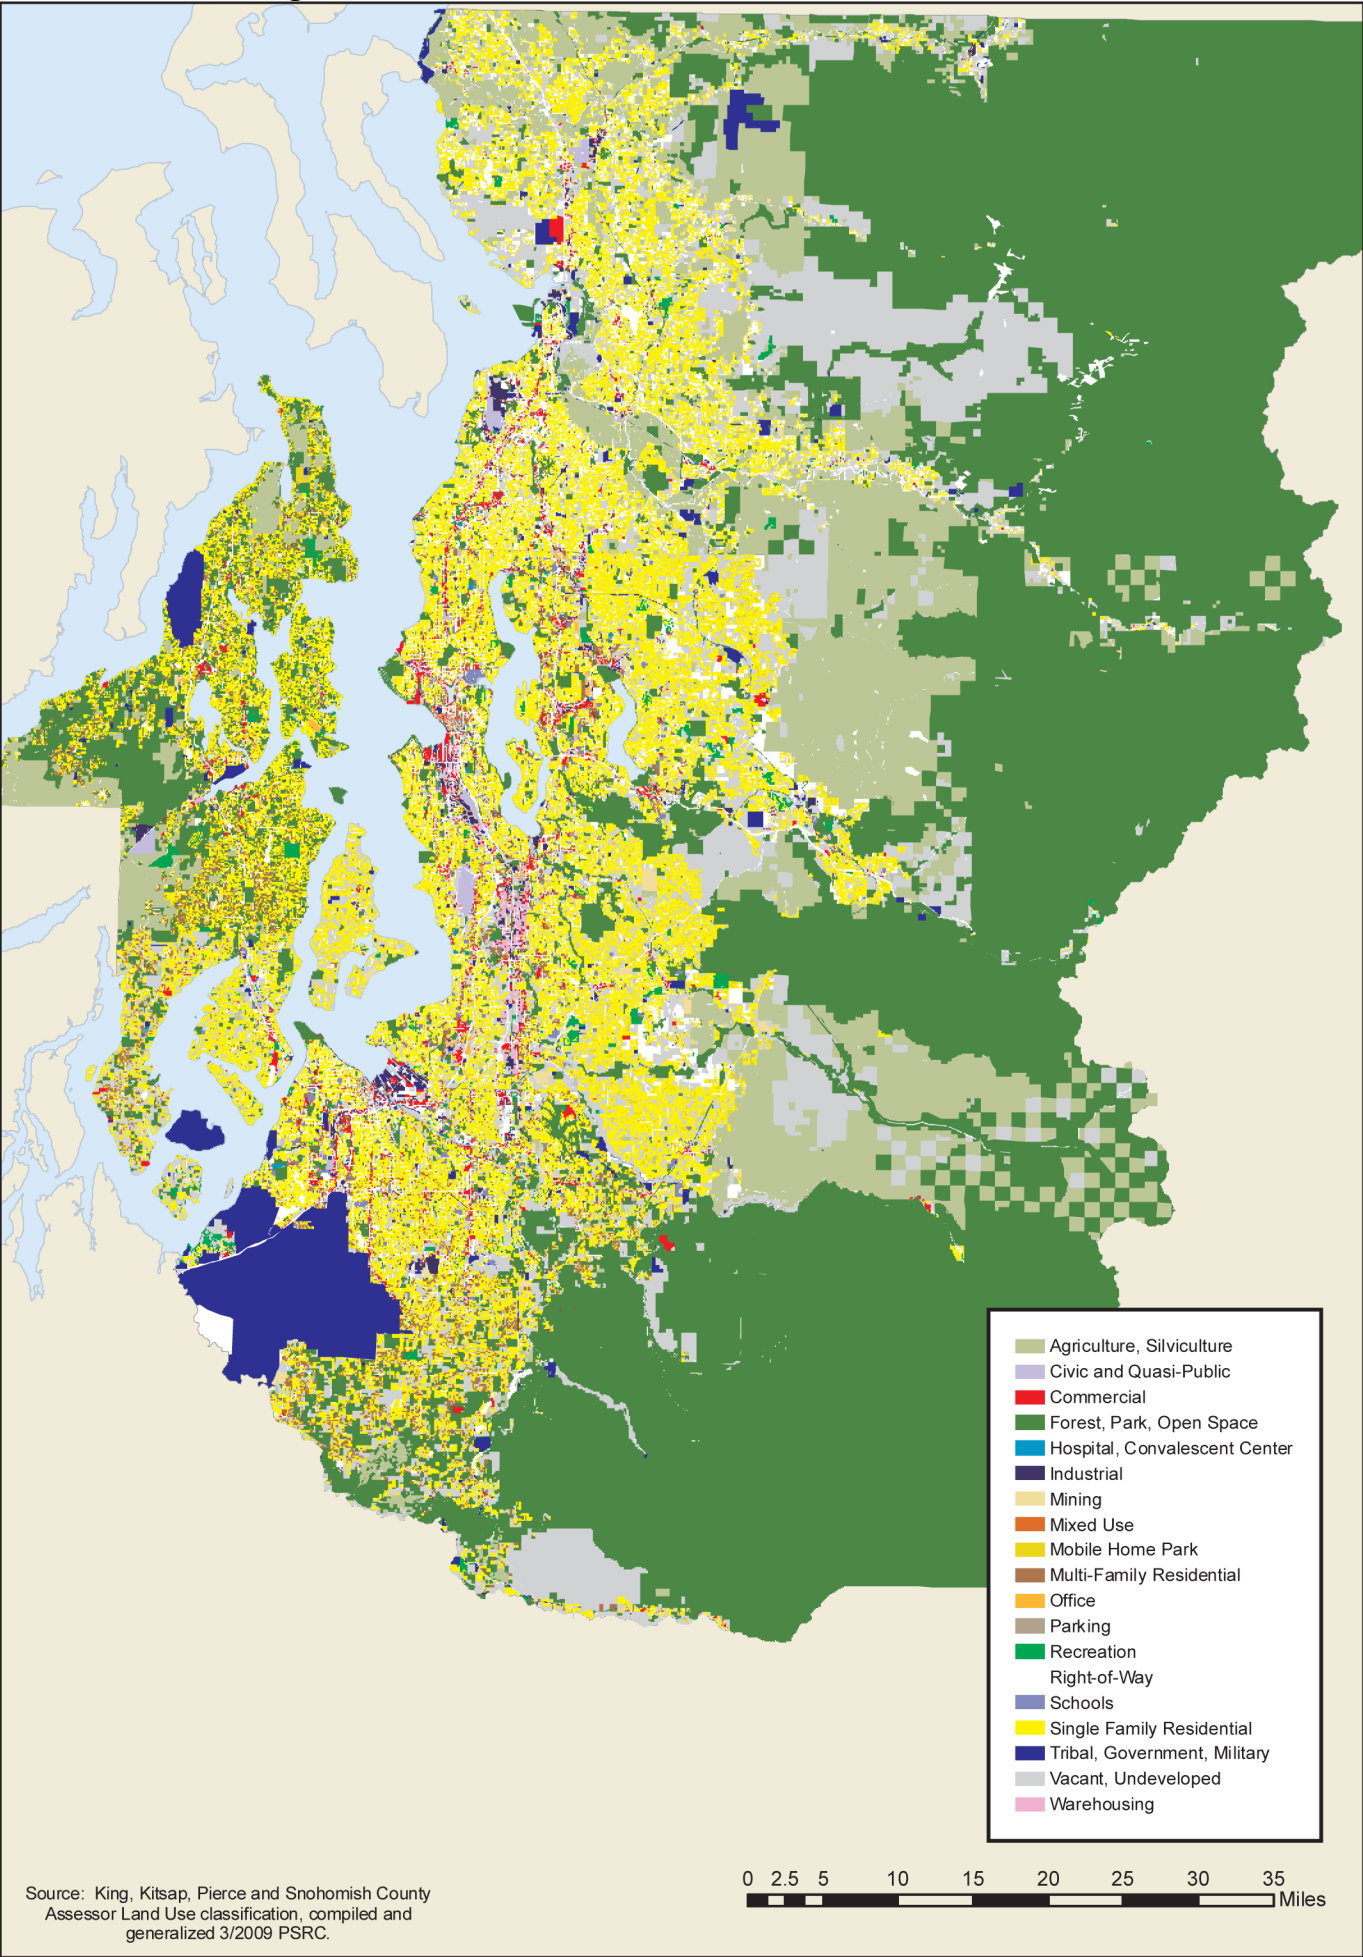 Agriculture, Silviculture
Civic and Quasi-Public
Commercial
Forest, Park, Open Space
Hospital, Convalescent Center
Industrial
Mining
Mixed Use
Mobile Home Park
Multi-Family Residential
Office
Parking
Recreation
Right-of-Way
Schools
Single Family Residential
Tribal, Government, Military
Vacant, Undeveloped
Warehousing
0 2.5 5 10 15 20 25 30 35
Miles
Source: King, Kitsap, Pierce and Snohomish County
Assessor Land Use classification, compiled and
generalized 3/2009 PSRC.